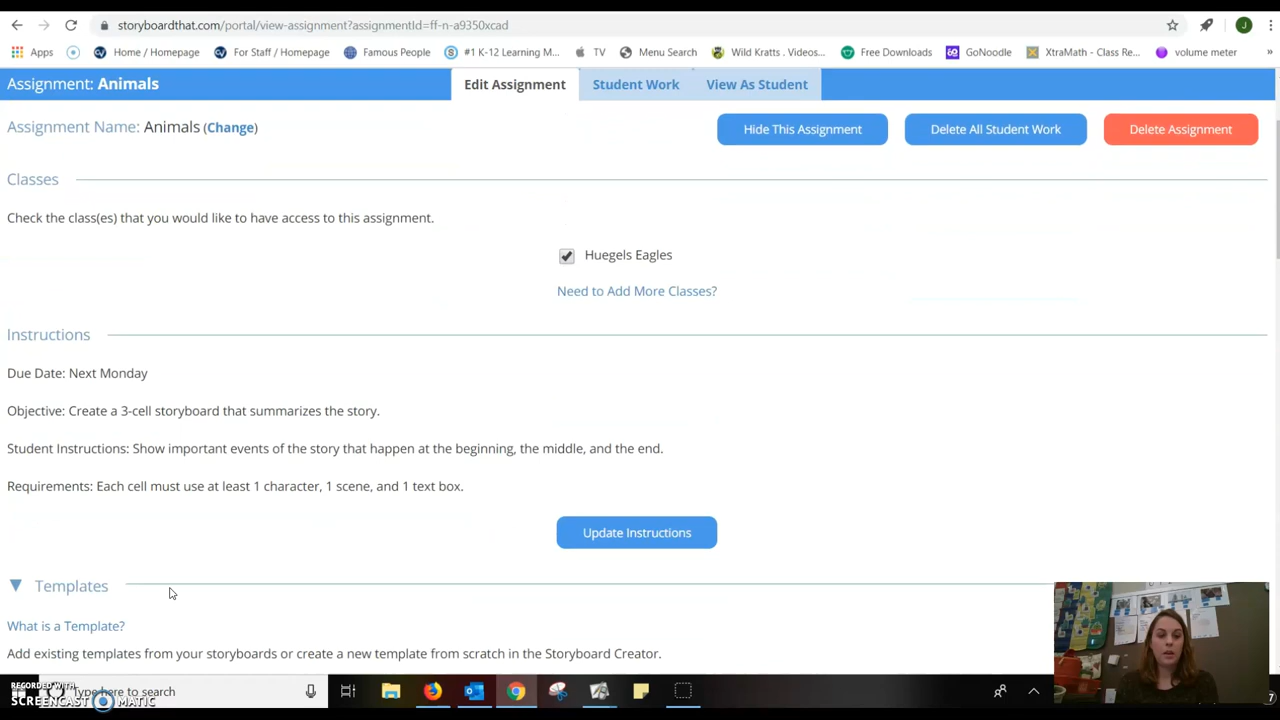 storyboardthat.com/portal/view-assignment?assignmentId=ff-n-a9350xcad
J
Apps Home / Homepage For Staff / Homepage Famous People #1 K-12 Learning M... TV Menu Search Wild Kratts . Videos... Free Downloads GoNoodle XtraMath - Class Re... volume meter »
Assignment: Animals Edit Assignment Student Work View As Student
Assignment Name: Animals (Change) Hide This Assignment Delete All Student Work Delete Assignment
Classes
Check the class(es) that you would like to have access to this assignment.
Huegels Eagles
Need to Add More Classes?
Instructions
Due Date: Next Monday
Objective: Create a 3-cell storyboard that summarizes the story.
Student Instructions: Show important events of the story that happen at the beginning, the middle, and the end.
Requirements: Each cell must use at least 1 character, 1 scene, and 1 text box.
Update Instructions
Templates
What is a Template?
Add existing templates from your storyboards or create a new template from scratch in the Storyboard Creator.
RECORDED WITH
SCREENCAST MATIC
Type here to search